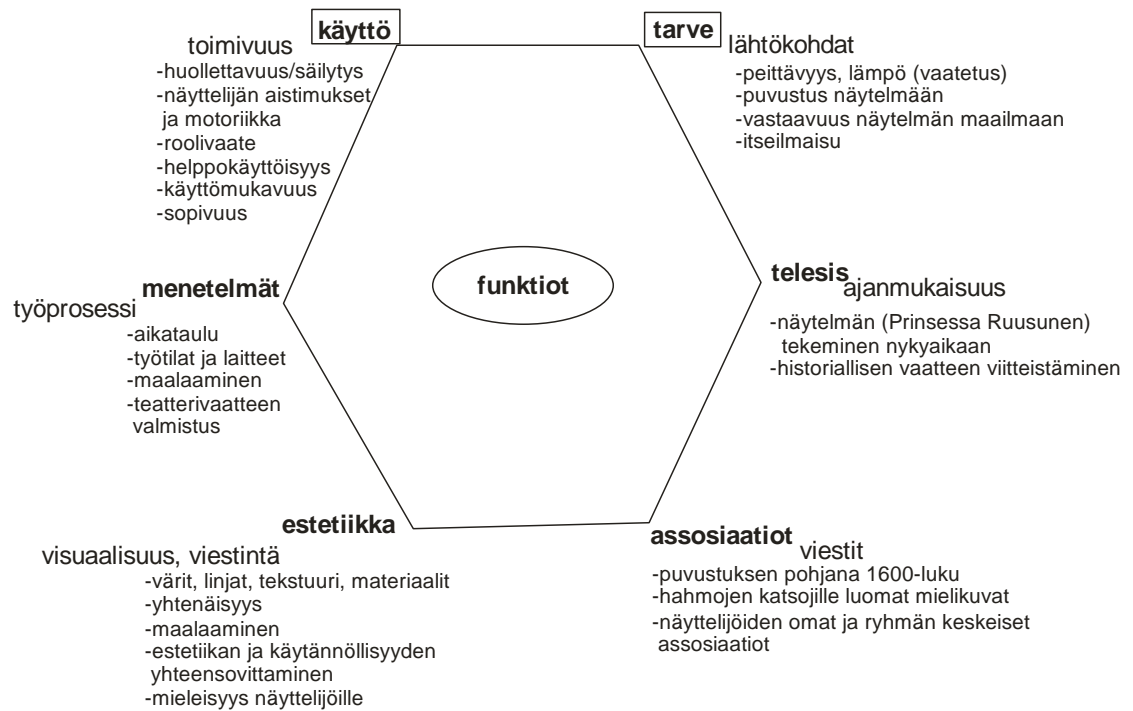 käyttö
toimivuus
-huollettavuus/säilytys
-näyttelijän aistimukset
ja motoriikka
-roolivaate
-helppokäyttöisyys
-käyttömukavuus
-sopivuus
tarve
lähtökohdat
-peittävyys, lämpö (vaatetus)
-puvustus näytelmään
-vastaavuus näytelmän maailmaan
-itseilmaisu
funktiot
menetelmät
työprosessi
-aikataulu
-työtilat ja laitteet
-maalaaminen
-teatterivaatteen
valmistus
telesis
ajanmukaisuus
-näytelmän (Prinsessa Ruusunen)
tekeminen nykyaikaan
-historiallisen vaatteen viitteistäminen
estetiikka
visuaalisuus, viestintä
-värit, linjat, tekstuuri, materiaalit
-yhtenäisyys
-maalaaminen
-estetiikan ja käytännöllisyyden
yhteensovittaminen
-mieleisyys näyttelijöille
assosiaatiot
viestit
-puvustuksen pohjana 1600-luku
-hahmojen katsojille luomat mielikuvat
-näyttelijöiden omat ja ryhmän keskeiset
assosiaatiot